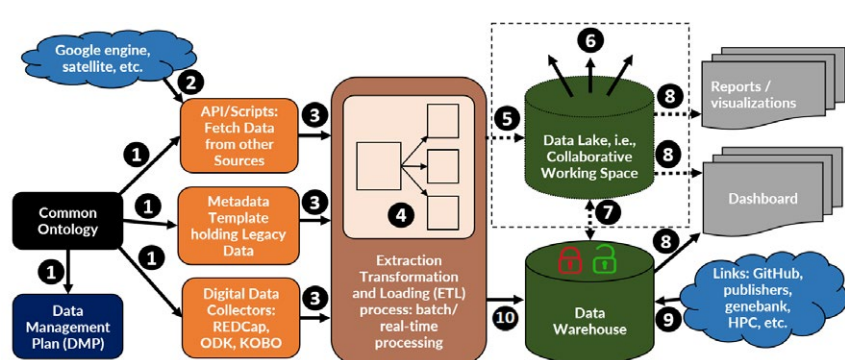 Google engine,
satellite, etc.
2
API/Scripts:
Fetch Data
from other
Sources
3
1
Common
Ontology
1
Metadata
Template
holding Legacy
Data
3
1
1
Data
Management
Plan (DMP)
Digital Data
Collectors:
REDCap,
ODK, KOBO
3
4
Extraction
Transformation
and Loading (ETL)
process: batch/
real-time
processing
5
6
Data Lake, i.e.,
Collaborative
Working Space
7
8
Reports /
visualizations
8
Dashboard
8
10
Data
Warehouse
9
Links: GitHub,
publishers,
genebank,
HPC, etc.